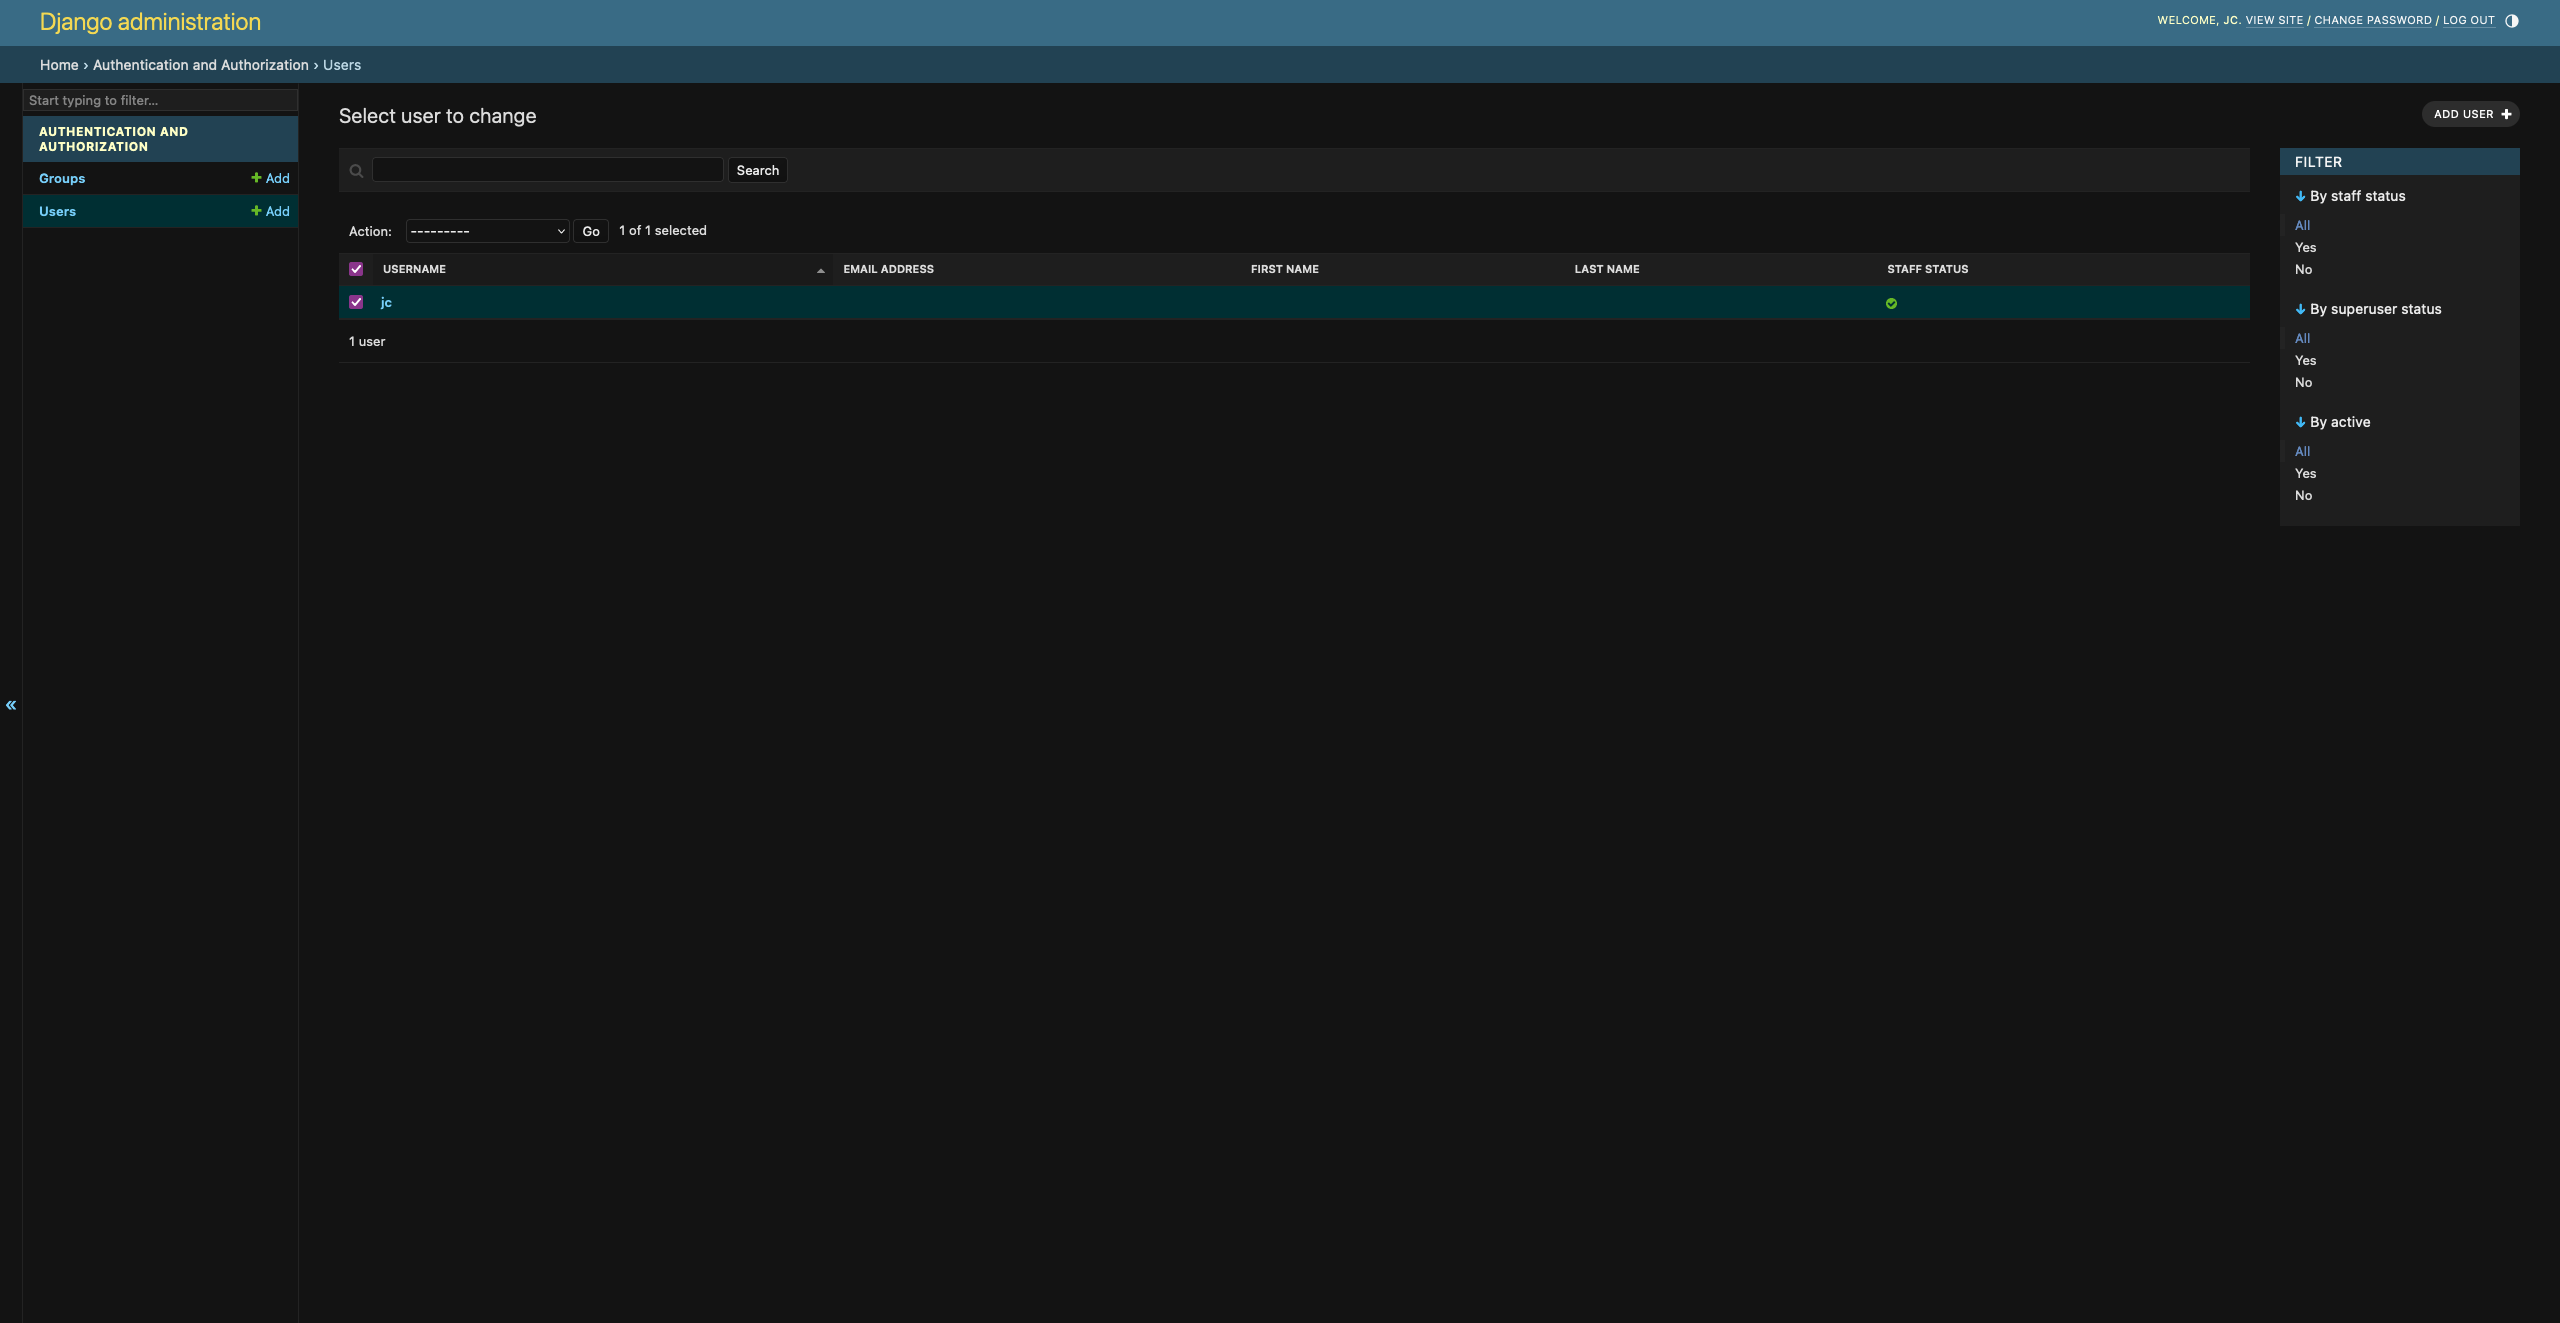 Django administration
WELCOME, JC. VIEW SITE / CHANGE PASSWORD / LOG OUT
Home › Authentication and Authorization › Users
Start typing to filter...
AUTHENTICATION AND
AUTHORIZATION
Groups + Add
Users + Add
«
Select user to change
ADD USER +
Search
Action: --------- Go 1 of 1 selected
USERNAME EMAIL ADDRESS FIRST NAME LAST NAME STAFF STATUS
jc
1 user
FILTER
↓ By staff status
All
Yes
No
↓ By superuser status
All
Yes
No
↓ By active
All
Yes
No